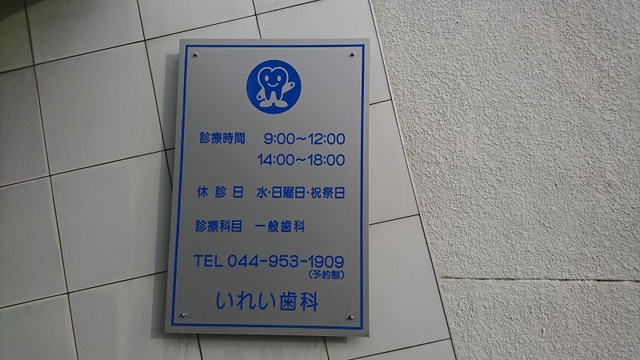 診療時間 9:00～12:00
14:00～18:00
休診日 水・日曜日・祝祭日
診療科目 一般歯科
TEL 044-953-1909
(予約制)
いれい歯科